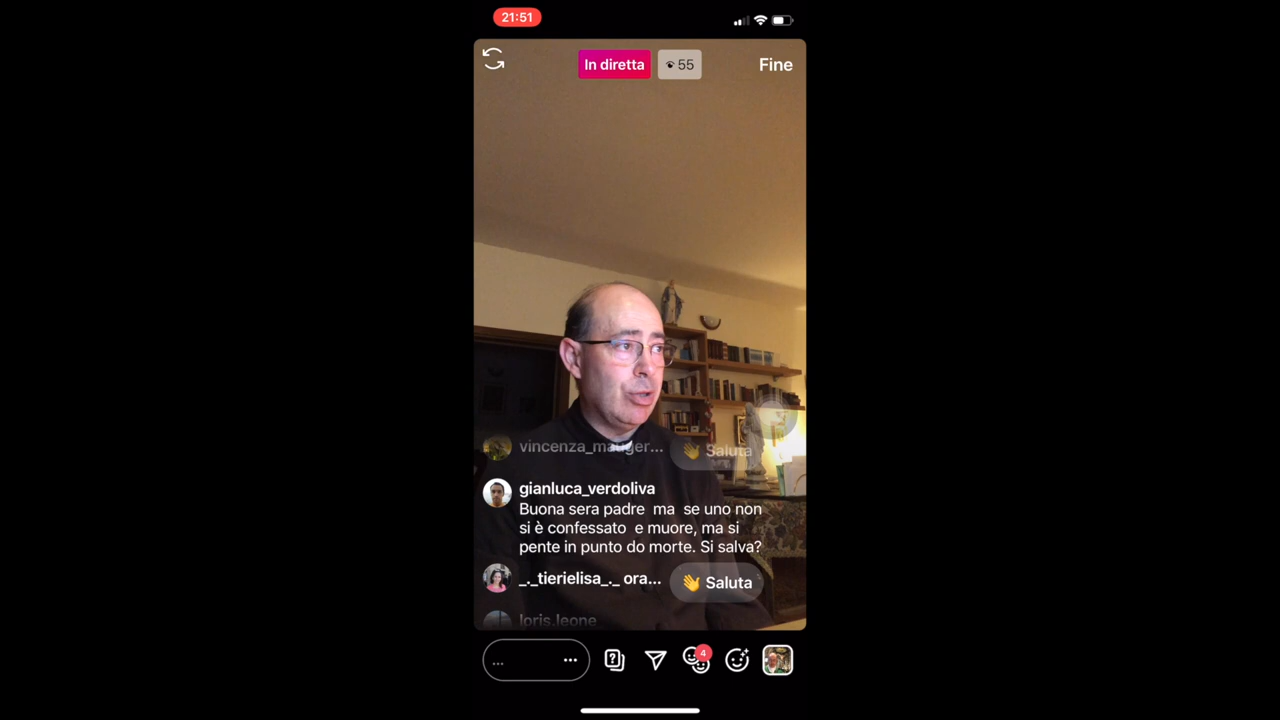 21:51
In diretta
55
Fine
vincenza_mauger...
👋 Saluta
gianluca_verdoliva
Buona sera padre ma se uno non
si è confessato e muore, ma si
pente in punto do morte. Si salva?
_._tierielisa_._ ora...
👋 Saluta
loris.leone
...
4